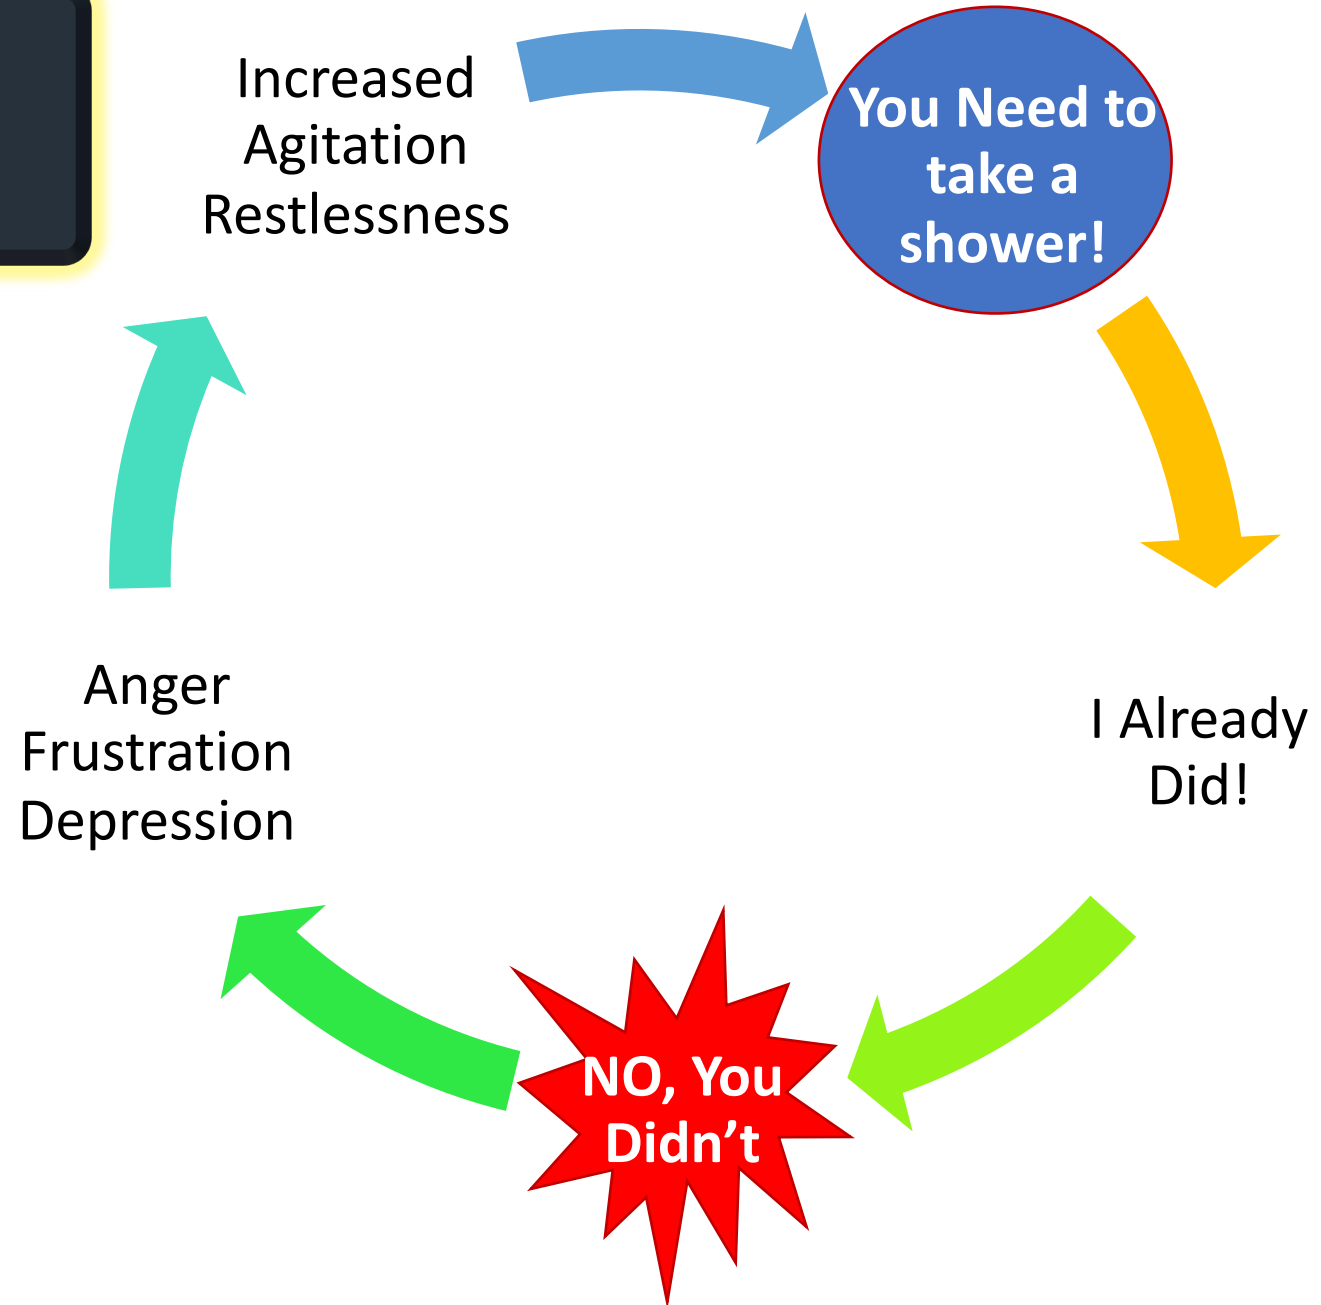 Increased
Agitation
Restlessness
You Need to
take a
shower!
I Already
Did!
NO, You
Didn’t
Anger
Frustration
Depression